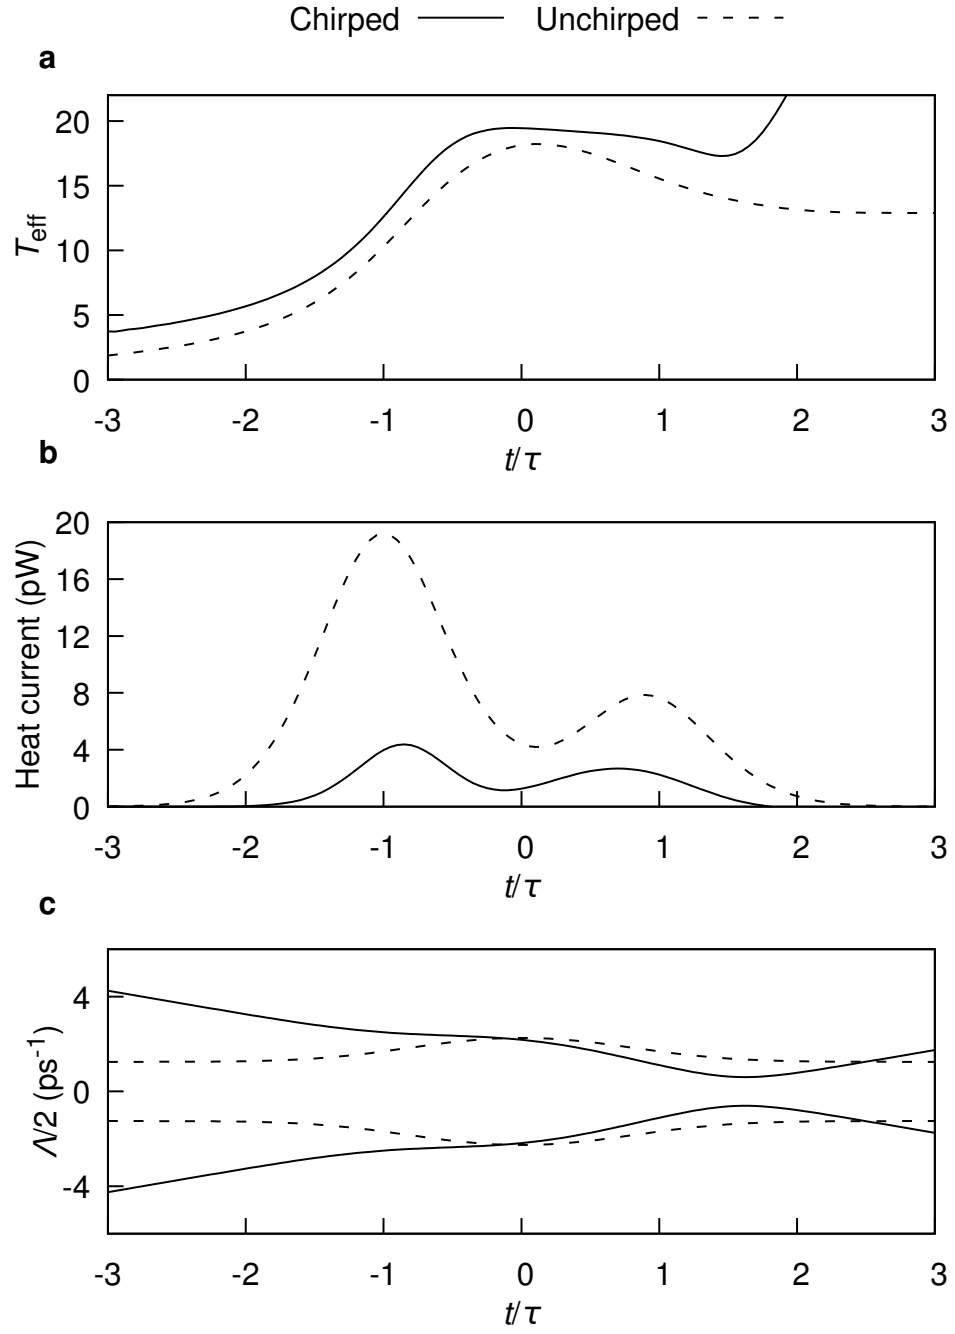 Chirped Unchirped
a
20
15
10
5
0
T_eff
-3 -2 -1 0 1 2 3
t/τ
b
20
16
12
8
4
0
Heat current (pW)
-3 -2 -1 0 1 2 3
t/τ
c
4
0
-4
Λ/2 (ps⁻¹)
-3 -2 -1 0 1 2 3
t/τ